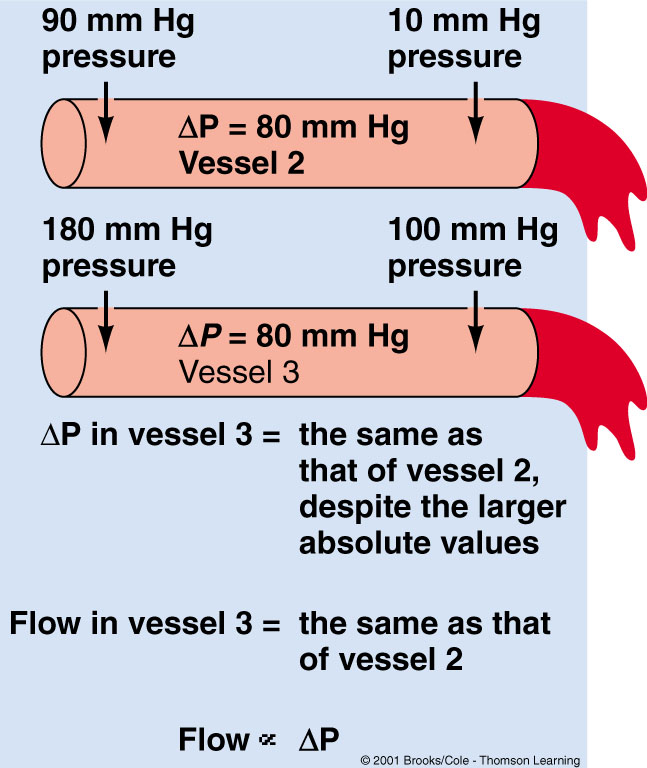 90 mm Hg 10 mm Hg
pressure pressure
ΔP = 80 mm Hg
Vessel 2
180 mm Hg 100 mm Hg
pressure pressure
ΔP = 80 mm Hg
Vessel 3
ΔP in vessel 3 = the same as
that of vessel 2,
despite the larger
absolute values
Flow in vessel 3 = the same as that
of vessel 2
Flow ∝ ΔP
© 2001 Brooks/Cole - Thomson Learning